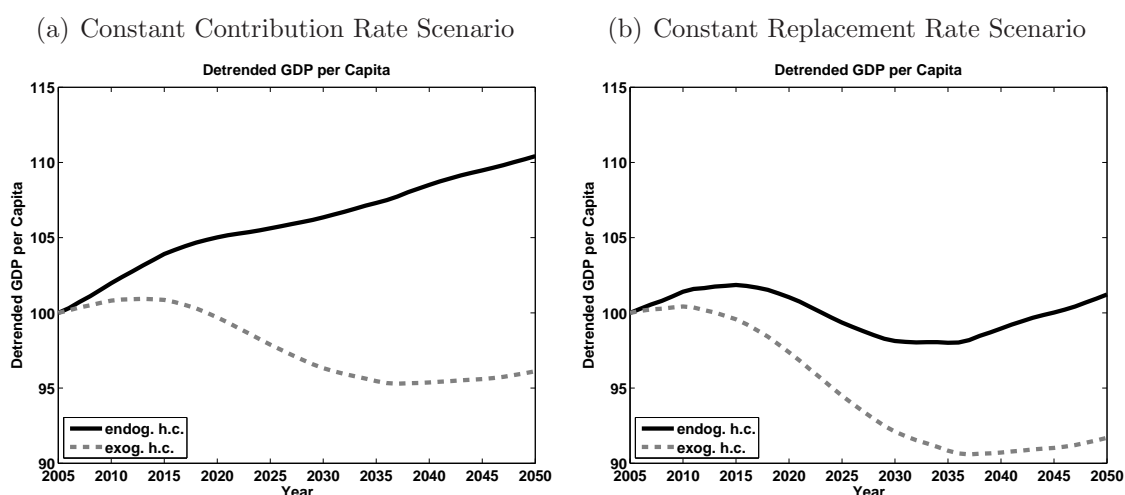 (a) Constant Contribution Rate Scenario
Detrended GDP per Capita
115
110
105
100
95
90
Detrended GDP per Capita
endog. h.c.
exog. h.c.
2005 2010 2015 2020 2025 2030 2035 2040 2045 2050
Year
(b) Constant Replacement Rate Scenario
Detrended GDP per Capita
115
110
105
100
95
90
Detrended GDP per Capita
endog. h.c.
exog. h.c.
2005 2010 2015 2020 2025 2030 2035 2040 2045 2050
Year